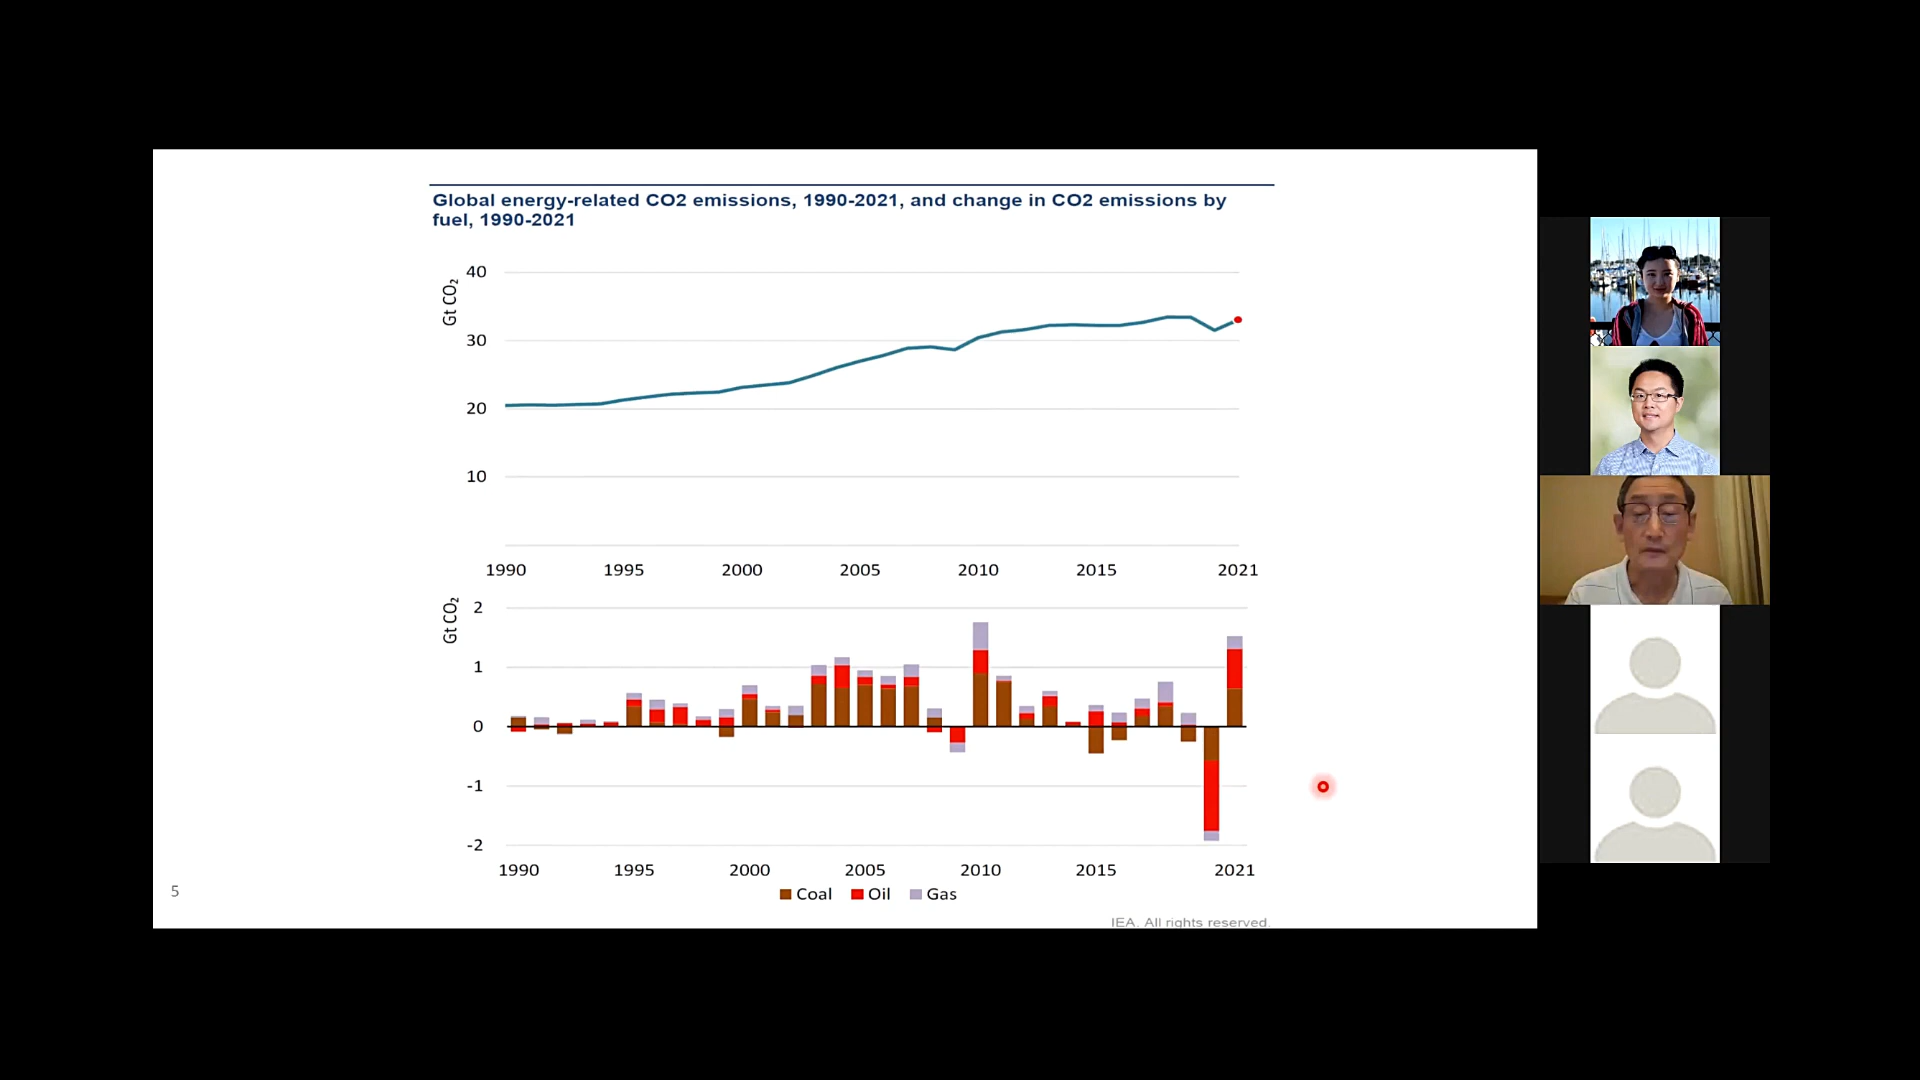 Global energy-related CO2 emissions, 1990-2021, and change in CO2 emissions by
fuel, 1990-2021
Gt CO₂
40
30
20
10
1990 1995 2000 2005 2010 2015 2021
Gt CO₂
2
1
0
-1
-2
1990 1995 2000 2005 2010 2015 2021
Coal Oil Gas
5
IEA. All rights reserved.